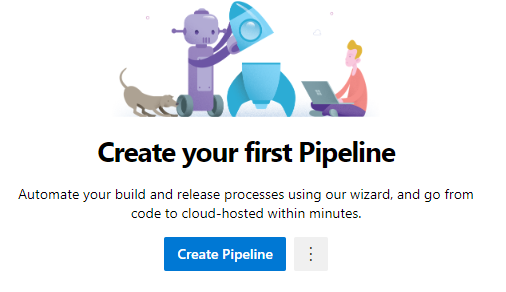 Create your first Pipeline
Automate your build and release processes using our wizard, and go from
code to cloud-hosted within minutes.
Create Pipeline